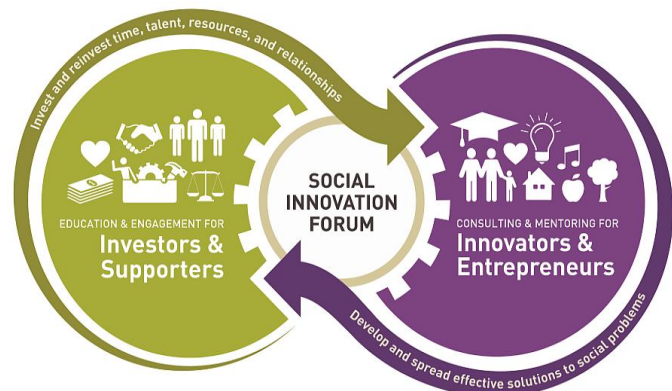 Invest and reinvest time, talent, resources, and relationships
EDUCATION & ENGAGEMENT FOR
Investors &
Supporters
SOCIAL
INNOVATION
FORUM
CONSULTING & MENTORING FOR
Innovators &
Entrepreneurs
Develop and spread effective solutions to social problems